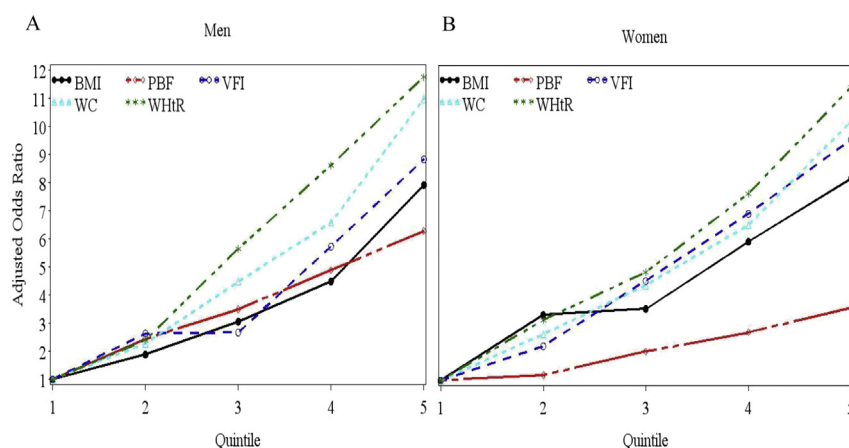 A
Men
BMI PBF VFI
WC WHtR
Adjusted Odds Ratio
12
11
10
9
8
7
6
5
4
3
2
1
1 2 3 4 5
Quintile
B
Women
BMI PBF VFI
WC WHtR
1 2 3 4
Quintile